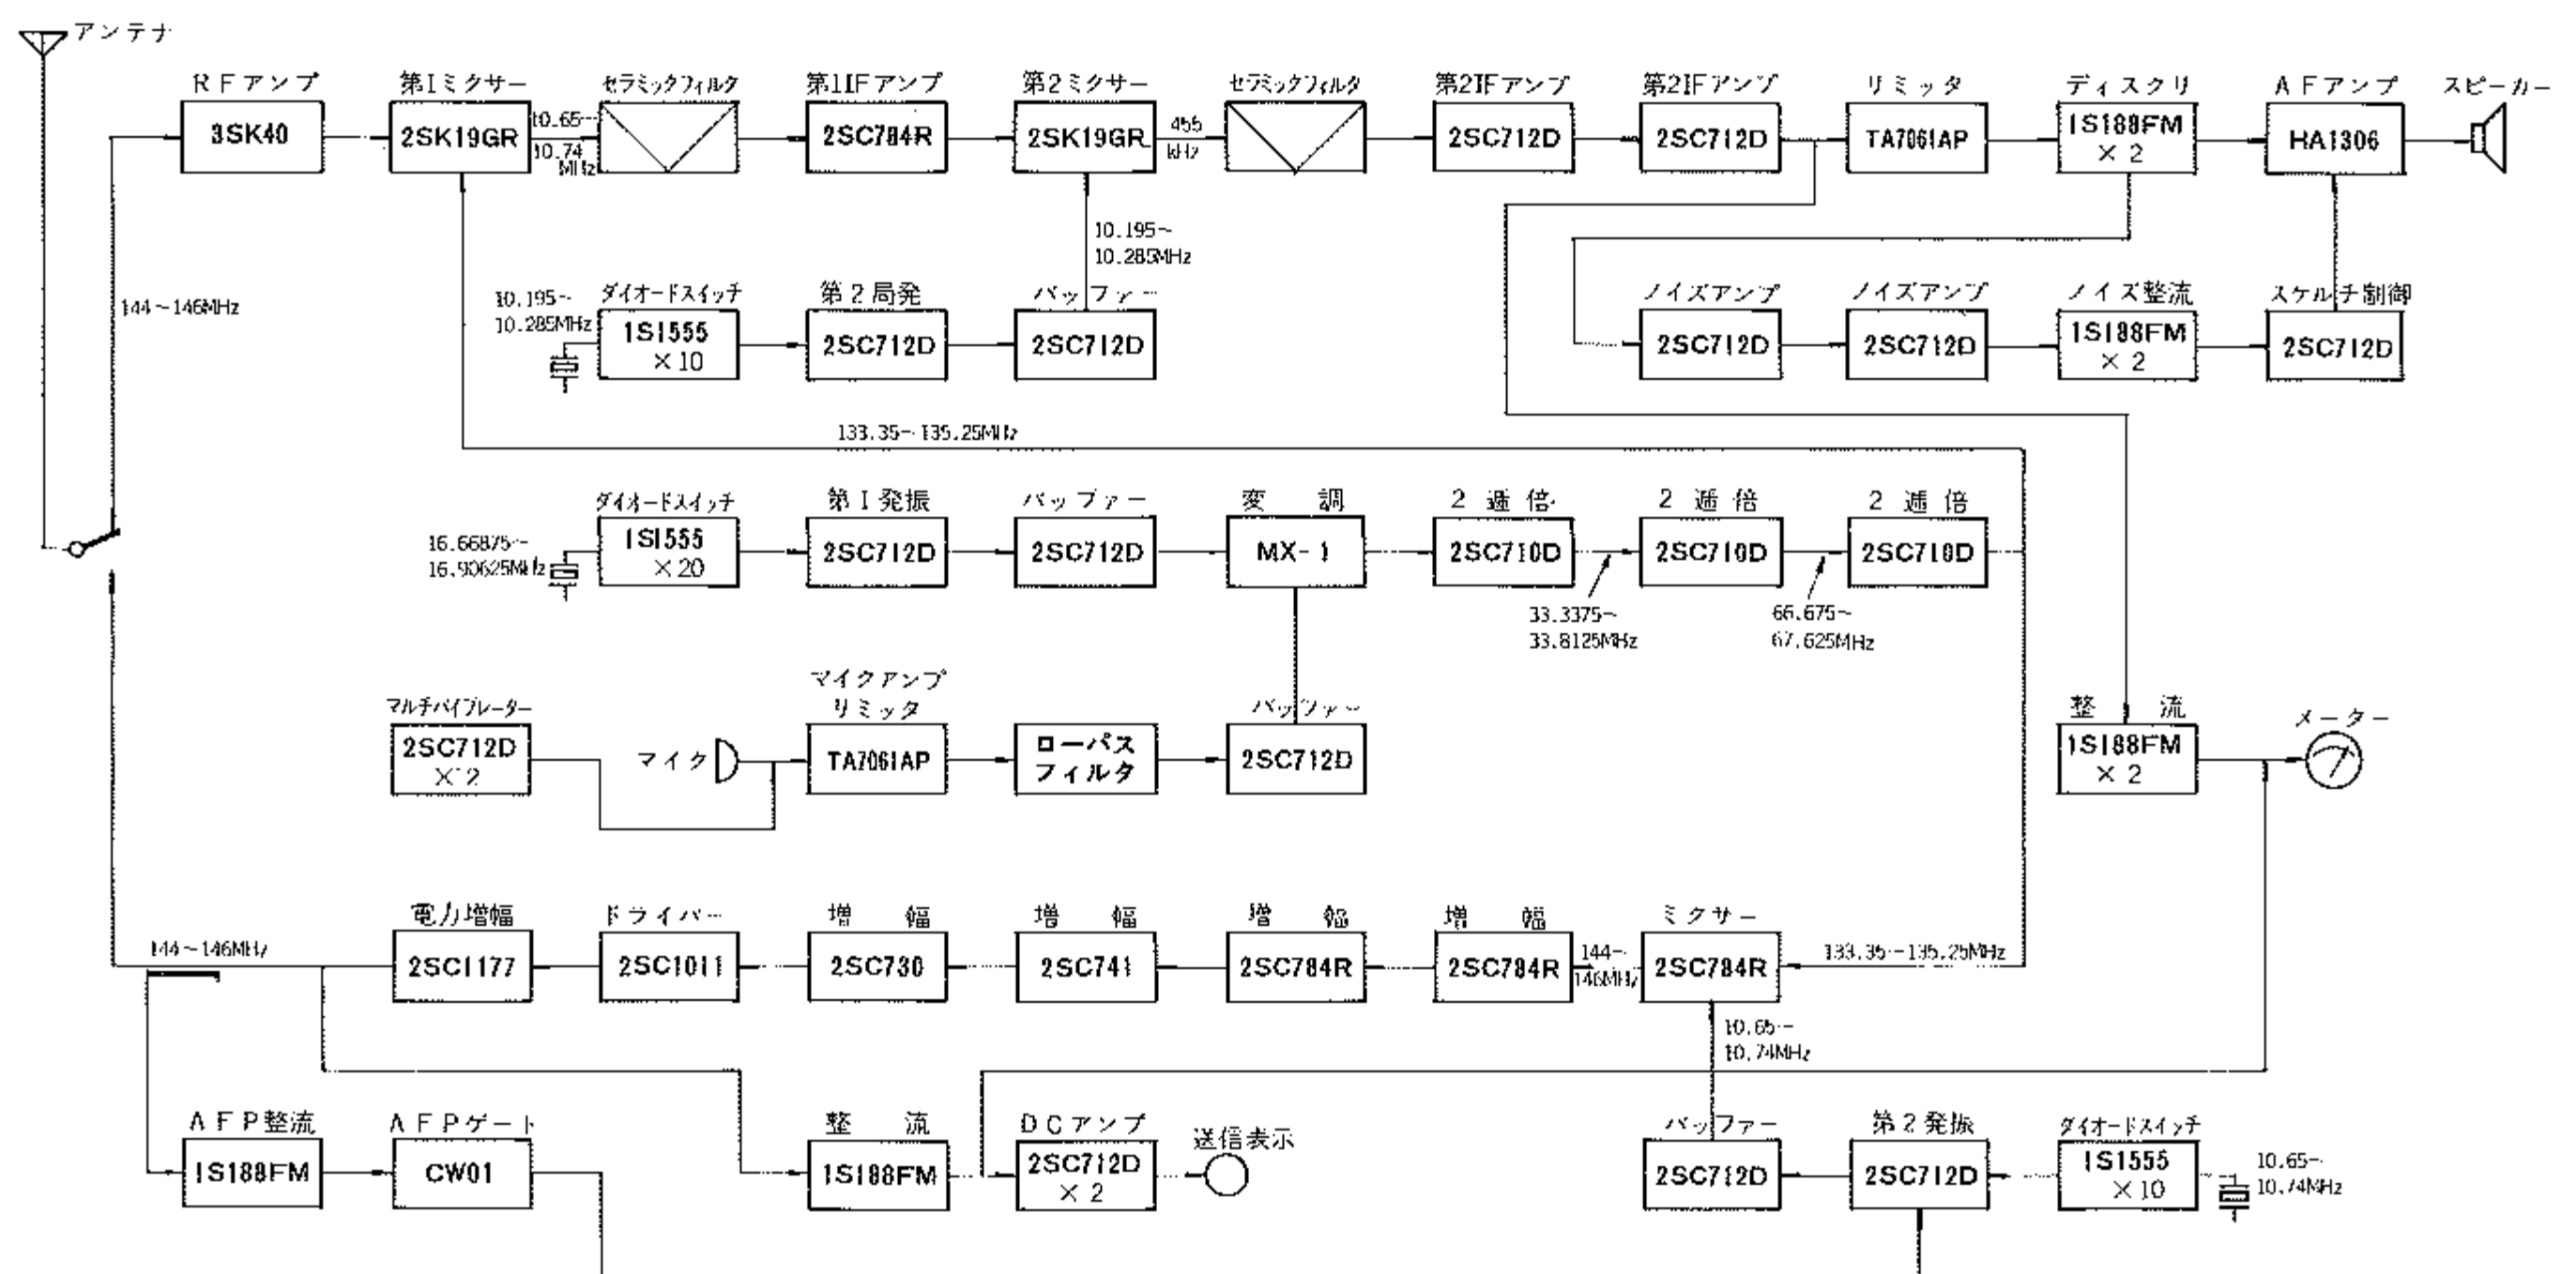 アンテナ
RFアンプ
3SK40
第1ミクサー
2SK19GR
10.65~
10.74
MHz
セラミックフィルタ
第1IFアンプ
2SC784R
第2ミクサー
2SK19GR
455
kHz
セラミックフィルタ
第2IFアンプ
2SC712D
第2IFアンプ
2SC712D
リミッタ
TA7061AP
ディスクリ
1S188FM
×2
AFアンプ
HA1306
スピーカー
144~146MHz
10.195~
10.285MHz
10.195~
10.285MHz
ダイオードスイッチ
1S1555
×10
第2局発
2SC712D
バッファー
2SC712D
ノイズアンプ
2SC712D
ノイズアンプ
2SC712D
ノイズ整流
1S188FM
×2
スケルチ制御
2SC712D
133.35~135.25MHz
16.66875~
16.90625MHz
ダイオードスイッチ
1S1555
×20
第1発振
2SC712D
バッファー
2SC712D
変調
MX-1
2逓倍
2SC710D
33.3375~
33.8125MHz
2逓倍
2SC710D
66.675~
67.625MHz
2逓倍
2SC710D
マルチバイブレーター
2SC712D
×2
マイク
マイクアンプ
リミッタ
TA7061AP
ローパス
フィルタ
バッファー
2SC712D
整流
1S188FM
×2
メーター
144~146MHz
電力増幅
2SC1177
ドライバー
2SC1011
増幅
2SC730
増幅
2SC741
増幅
2SC784R
増幅
2SC784R
144~
146MHz
ミクサー
2SC784R
133.35~135.25MHz
10.65~
10.74MHz
AFP整流
1S188FM
AFPゲート
CW01
整流
1S188FM
DCアンプ
2SC712D
×2
送信表示
バッファー
2SC712D
第2発振
2SC712D
ダイオードスイッチ
1S1555
×10
10.65~
10.74MHz